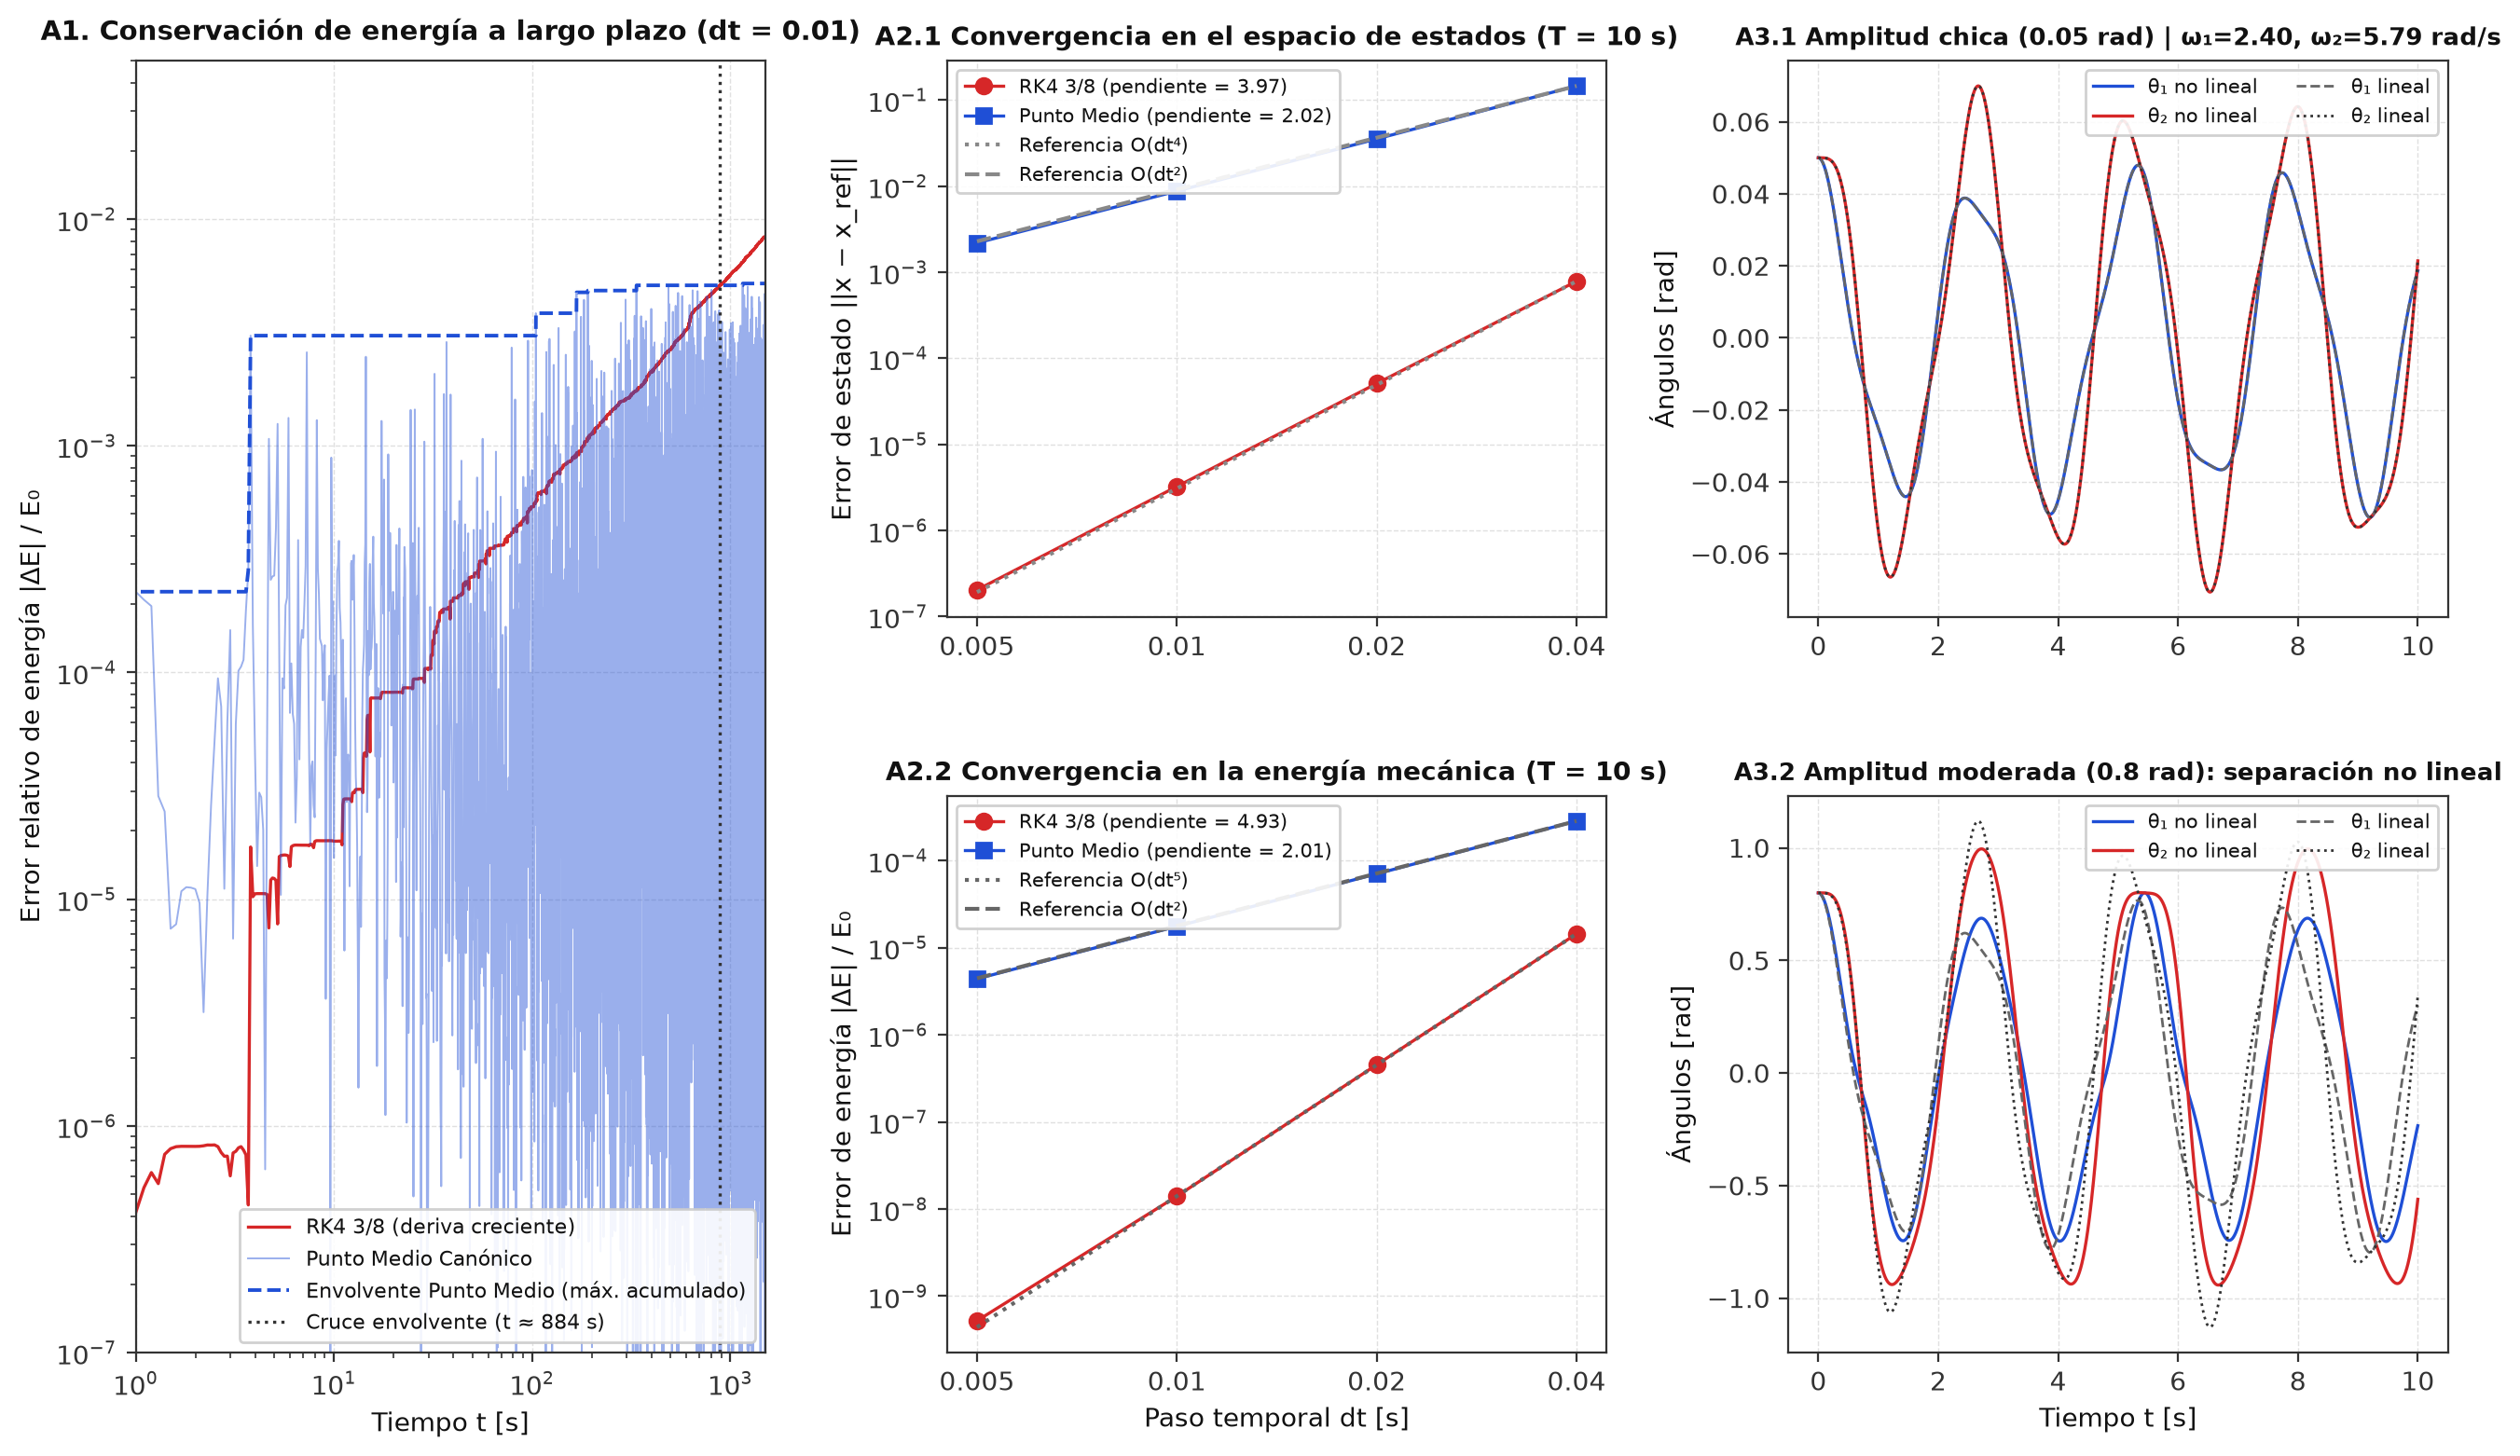 A1. Conservación de energía a largo plazo (dt = 0.01)
Error relativo de energía |ΔE| / E₀
10⁻²
10⁻³
10⁻⁴
10⁻⁵
10⁻⁶
10⁻⁷
RK4 3/8 (deriva creciente)
Punto Medio Canónico
Envolvente Punto Medio (máx. acumulado)
Cruce envolvente (t ≈ 884 s)
10⁰ 10¹ 10² 10³
Tiempo t [s]
A2.1 Convergencia en el espacio de estados (T = 10 s)
Error de estado ||x − x_ref||
RK4 3/8 (pendiente = 3.97)
Punto Medio (pendiente = 2.02)
Referencia O(dt⁴)
Referencia O(dt²)
10⁻¹
10⁻²
10⁻³
10⁻⁴
10⁻⁵
10⁻⁶
10⁻⁷
0.005 0.01 0.02 0.04
A3.1 Amplitud chica (0.05 rad) | ω₁=2.40, ω₂=5.79 rad/s
Ángulos [rad]
θ₁ no lineal θ₁ lineal
θ₂ no lineal θ₂ lineal
0.06
0.04
0.02
0.00
−0.02
−0.04
−0.06
0 2 4 6 8 10
A2.2 Convergencia en la energía mecánica (T = 10 s)
Error de energía |ΔE| / E₀
RK4 3/8 (pendiente = 4.93)
Punto Medio (pendiente = 2.01)
Referencia O(dt⁵)
Referencia O(dt²)
10⁻⁴
10⁻⁵
10⁻⁶
10⁻⁷
10⁻⁸
10⁻⁹
0.005 0.01 0.02 0.04
Paso temporal dt [s]
A3.2 Amplitud moderada (0.8 rad): separación no lineal
Ángulos [rad]
θ₁ no lineal θ₁ lineal
θ₂ no lineal θ₂ lineal
1.0
0.5
0.0
−0.5
−1.0
0 2 4 6 8 10
Tiempo t [s]